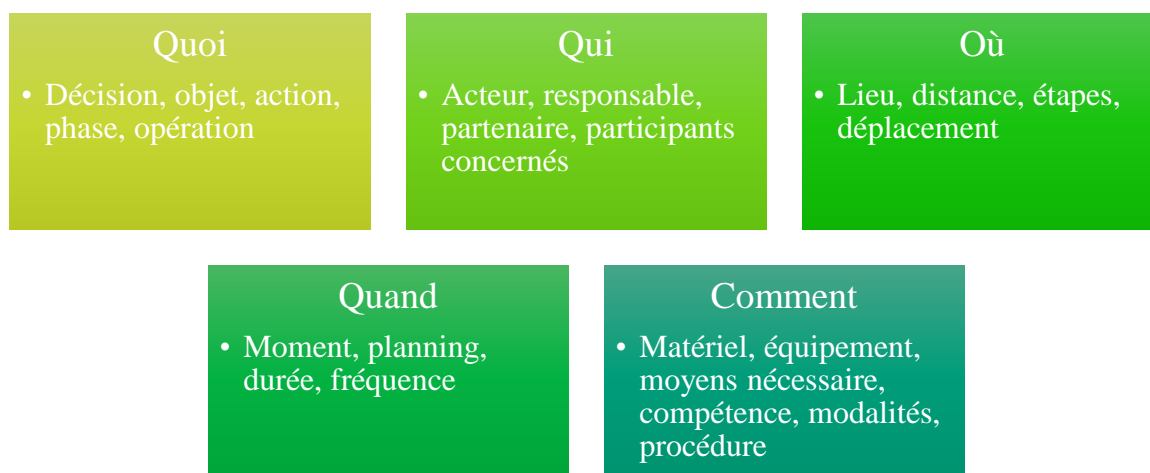 Quoi
• Décision, objet, action,
phase, opération
Qui
• Acteur, responsable,
partenaire, participants
concernés
Où
• Lieu, distance, étapes,
déplacement
Quand
• Moment, planning,
durée, fréquence
Comment
• Matériel, équipement,
moyens nécessaire,
compétence, modalités,
procédure